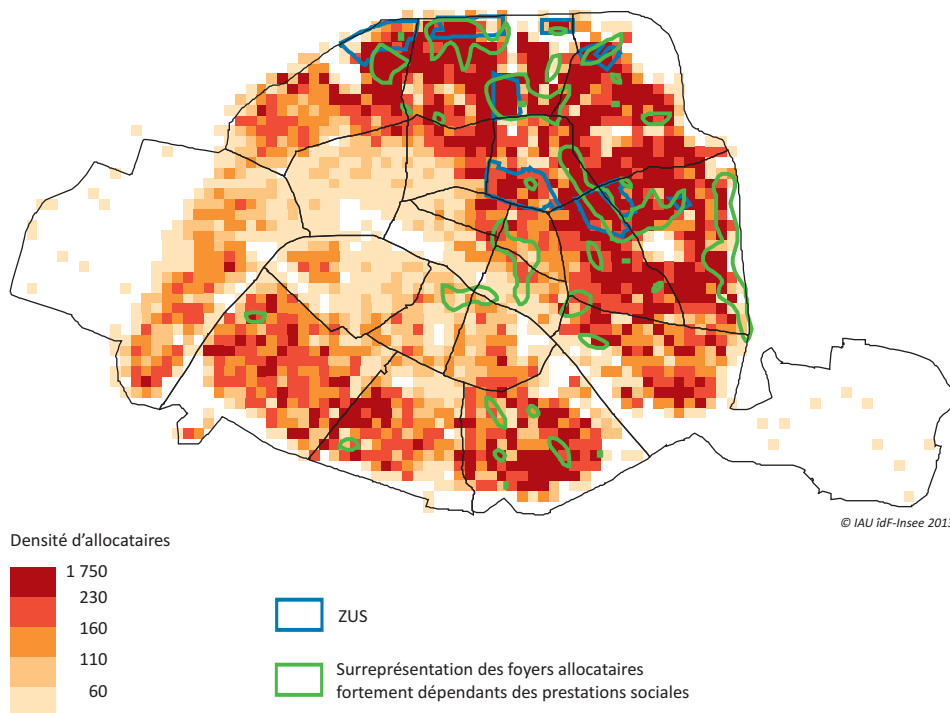 © IAU îdF-Insee 2013
Densité d'allocataires
1 750
230
160
110
60
ZUS
Surreprésentation des foyers allocataires
fortement dépendants des prestations sociales